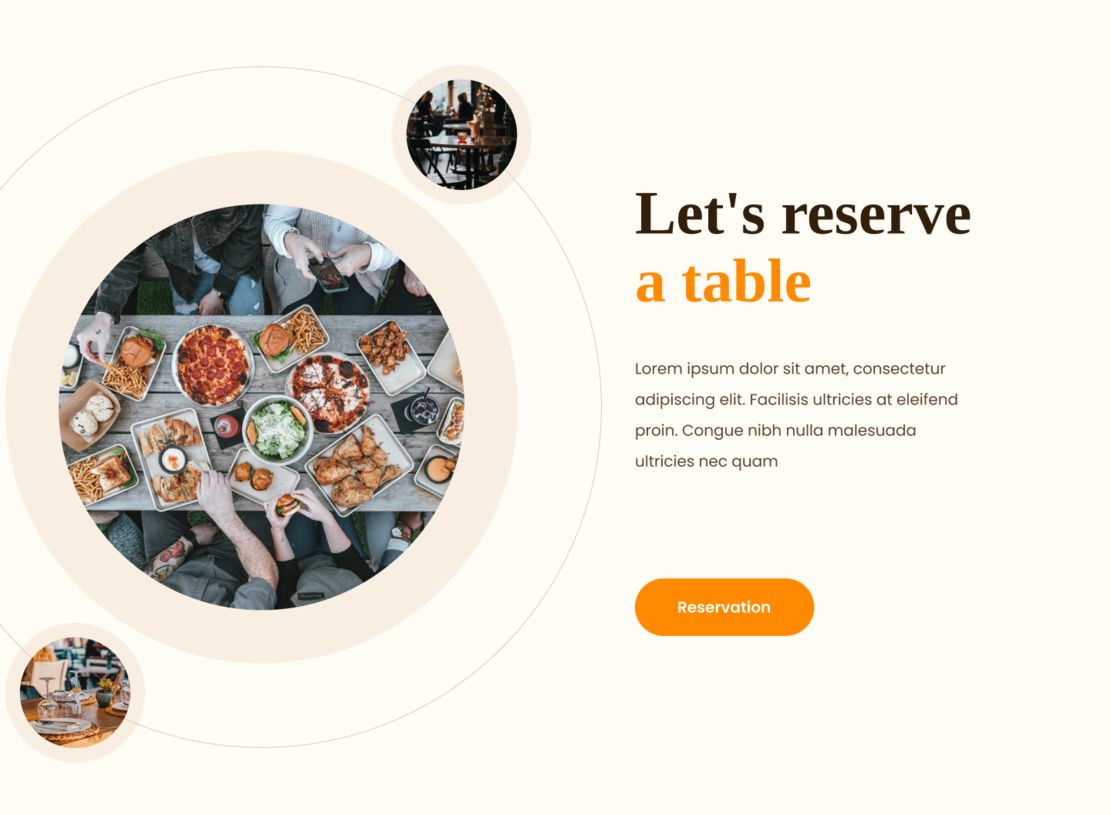 Let's reserve
a table
Lorem ipsum dolor sit amet, consectetur
adipiscing elit. Facilisis ultricies at eleifend
proin. Congue nibh nulla malesuada
ultricies nec quam
Reservation